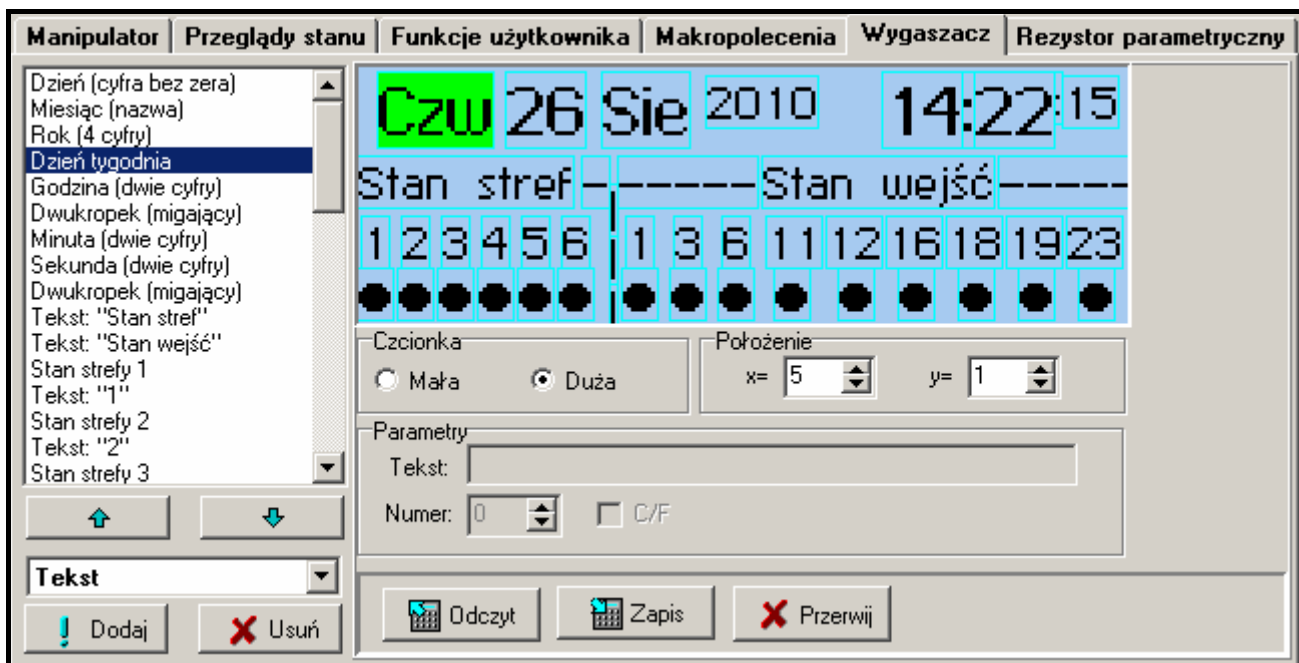 Manipulator Przeglądy stanu Funkcje użytkownika Makropolecenia Wygaszacz Rezystor parametryczny
Dzień (cyfra bez zera)
Miesiąc (nazwa)
Rok (4 cyfry)
Dzień tygodnia
Godzina (dwie cyfry)
Dwukropek (migający)
Minuta (dwie cyfry)
Sekunda (dwie cyfry)
Dwukropek (migający)
Tekst: "Stan stref"
Tekst: "Stan wejść"
Stan strefy 1
Tekst: "1"
Stan strefy 2
Tekst: "2"
Stan strefy 3
Tekst
Dodaj Usuń
Czw 26 Sie 2010 14:22:15
Stan stref - -----Stan wejść-----
1 2 3 4 5 6 1 3 6 11 12 16 18 19 23
Czcionka
Mała Duża
Położenie
x= 5 y= 1
Parametry
Tekst:
Numer: 0 C/F
Odczyt Zapis Przerwij